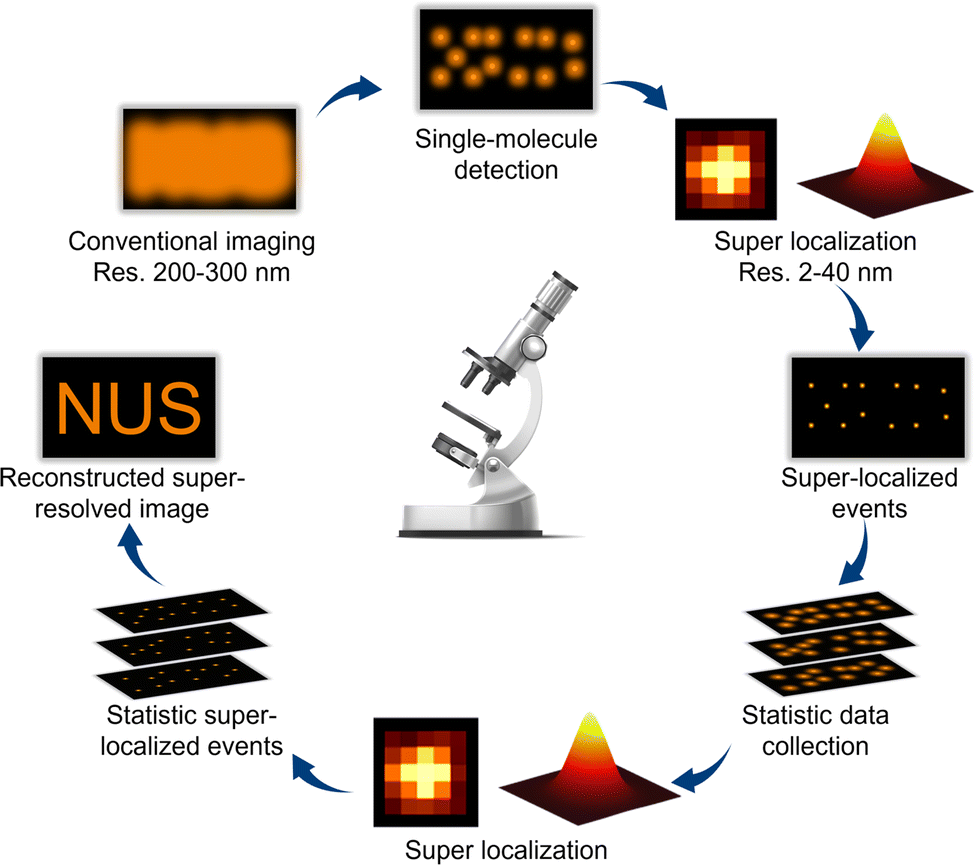 Single-molecule
detection
Conventional imaging
Res. 200-300 nm
Super localization
Res. 2-40 nm
NUS
Reconstructed super-
resolved image
Super-localized
events
Statistic super-
localized events
Statistic data
collection
Super localization